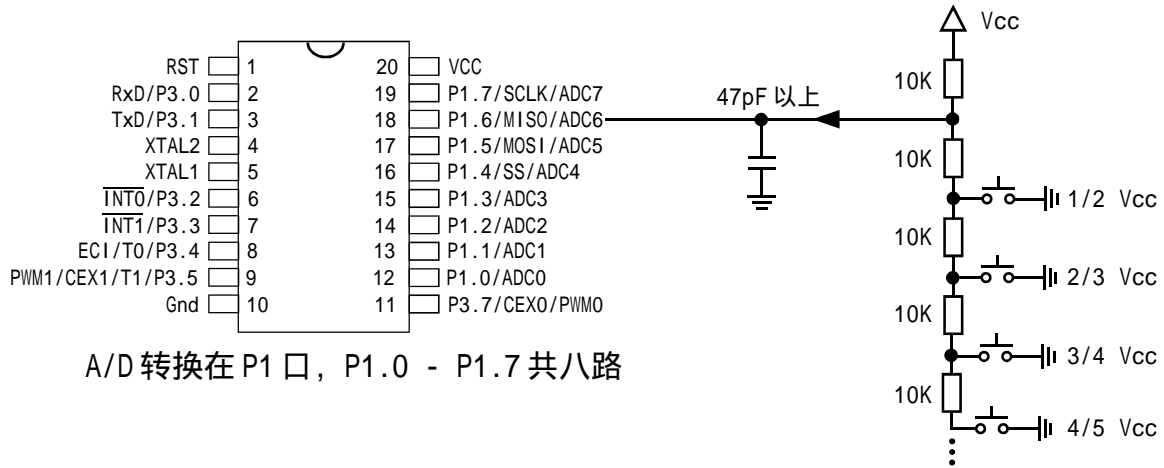 Vcc
10K
47pF 以上
10K
1/2 Vcc
10K
2/3 Vcc
10K
3/4 Vcc
10K
4/5 Vcc
RST 1 20 VCC
RxD/P3.0 2 19 P1.7/SCLK/ADC7
TxD/P3.1 3 18 P1.6/MISO/ADC6
XTAL2 4 17 P1.5/MOSI/ADC5
XTAL1 5 16 P1.4/SS/ADC4
INT0/P3.2 6 15 P1.3/ADC3
INT1/P3.3 7 14 P1.2/ADC2
ECI/T0/P3.4 8 13 P1.1/ADC1
PWM1/CEX1/T1/P3.5 9 12 P1.0/ADC0
Gnd 10 11 P3.7/CEX0/PWM0
A/D 转换在 P1 口, P1.0 - P1.7 共八路